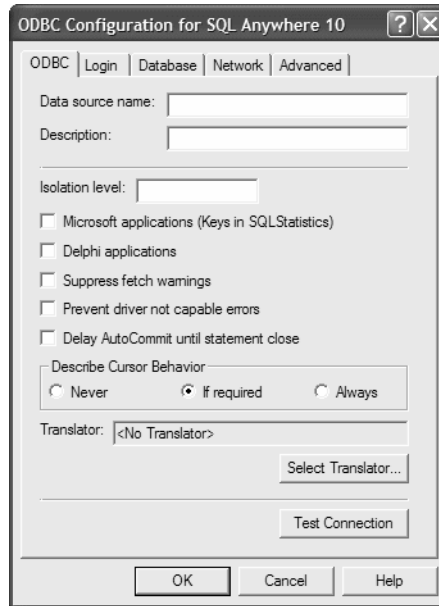 ODBC Configuration for SQL Anywhere 10 ? X
ODBC Login Database Network Advanced
Data source name:
Description:
Isolation level:
Microsoft applications (Keys in SQLStatistics)
Delphi applications
Suppress fetch warnings
Prevent driver not capable errors
Delay AutoCommit until statement close
Describe Cursor Behavior
Never If required Always
Translator: <No Translator>
Select Translator...
Test Connection
OK Cancel Help